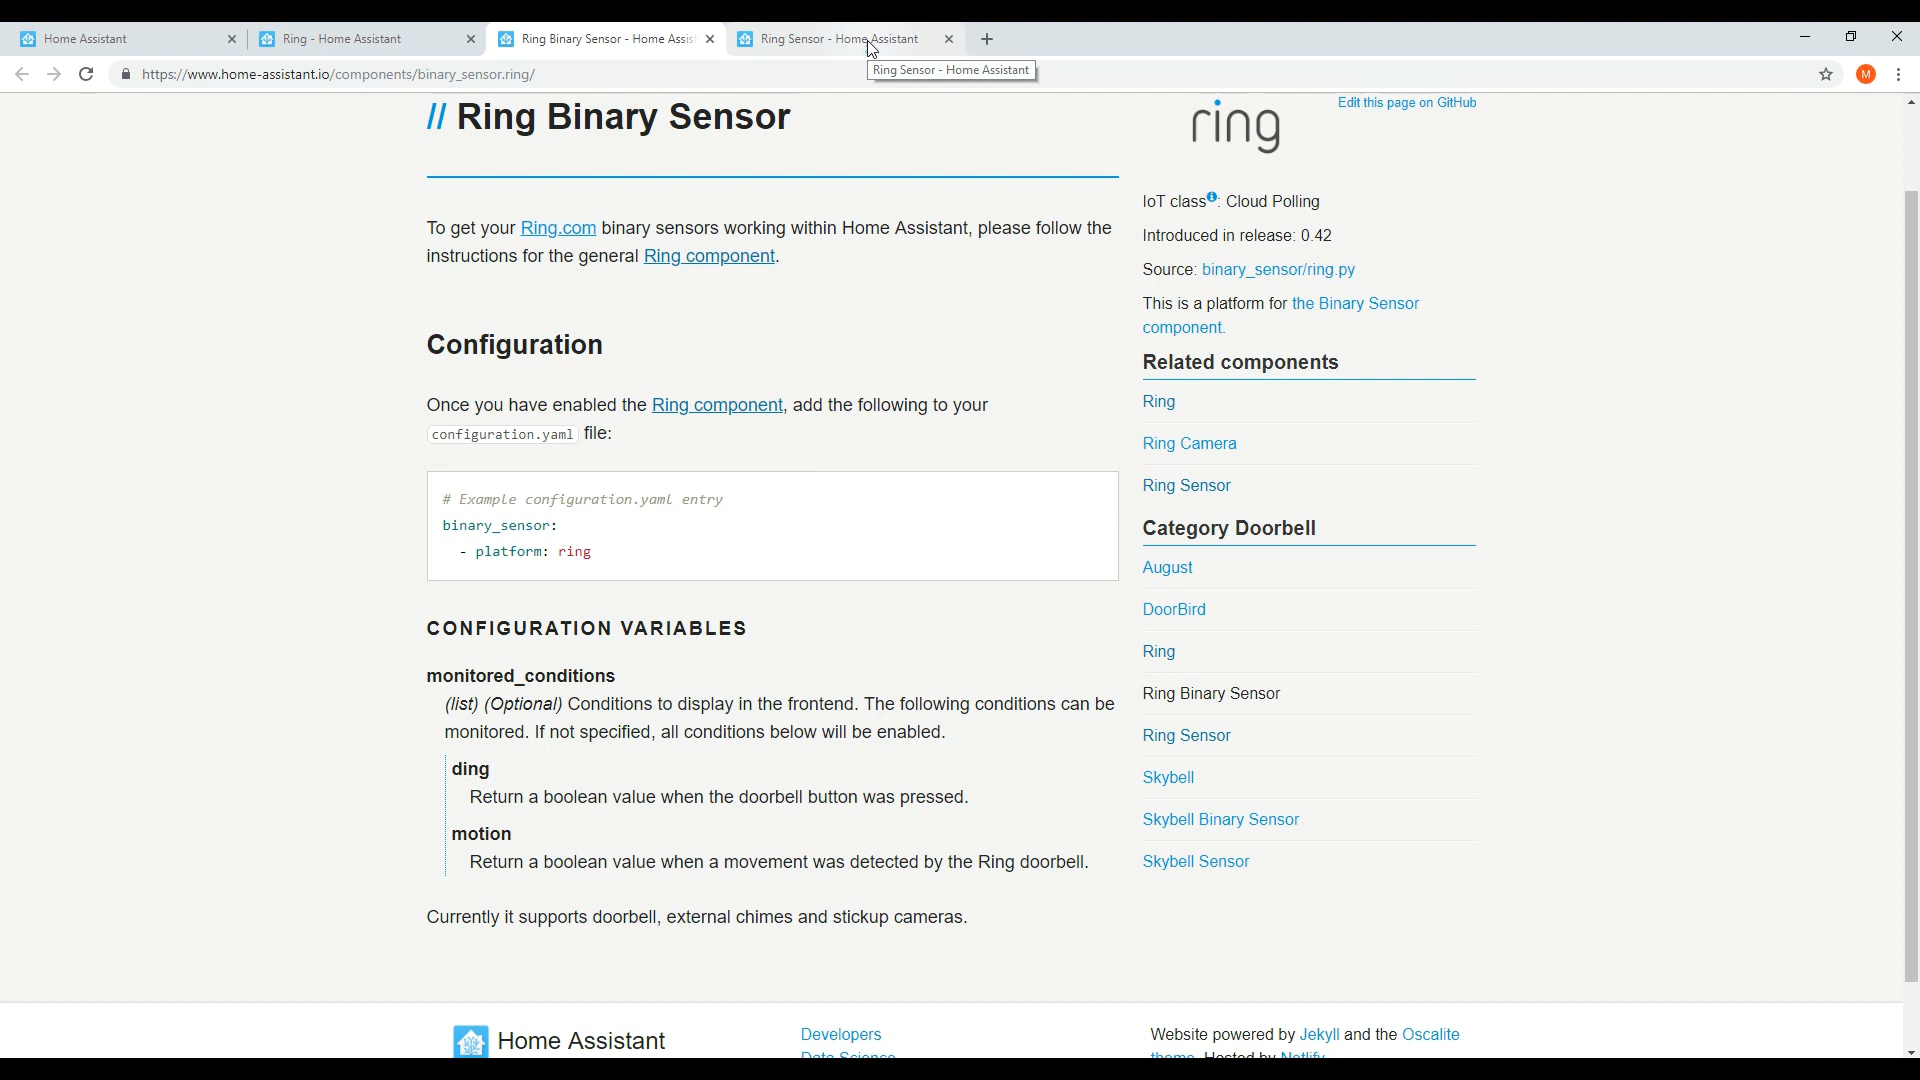 Home Assistant
Ring - Home Assistant
Ring Binary Sensor - Home Assis
Ring Sensor - Home Assistant
https://www.home-assistant.io/components/binary_sensor.ring/
M
Ring Sensor - Home Assistant
// Ring Binary Sensor
To get your Ring.com binary sensors working within Home Assistant, please follow the
instructions for the general Ring component.
Configuration
Once you have enabled the Ring component, add the following to your
configuration.yaml file:
# Example configuration.yaml entry
binary_sensor:
- platform: ring
CONFIGURATION VARIABLES
monitored_conditions
(list) (Optional) Conditions to display in the frontend. The following conditions can be
monitored. If not specified, all conditions below will be enabled.
ding
Return a boolean value when the doorbell button was pressed.
motion
Return a boolean value when a movement was detected by the Ring doorbell.
Currently it supports doorbell, external chimes and stickup cameras.
ring
Edit this page on GitHub
IoT class: Cloud Polling
Introduced in release: 0.42
Source: binary_sensor/ring.py
This is a platform for the Binary Sensor
component.
Related components
Ring
Ring Camera
Ring Sensor
Category Doorbell
August
DoorBird
Ring
Ring Binary Sensor
Ring Sensor
Skybell
Skybell Binary Sensor
Skybell Sensor
Home Assistant
Developers
Data Science
Website powered by Jekyll and the Oscalite
theme. Hosted by Netlify.